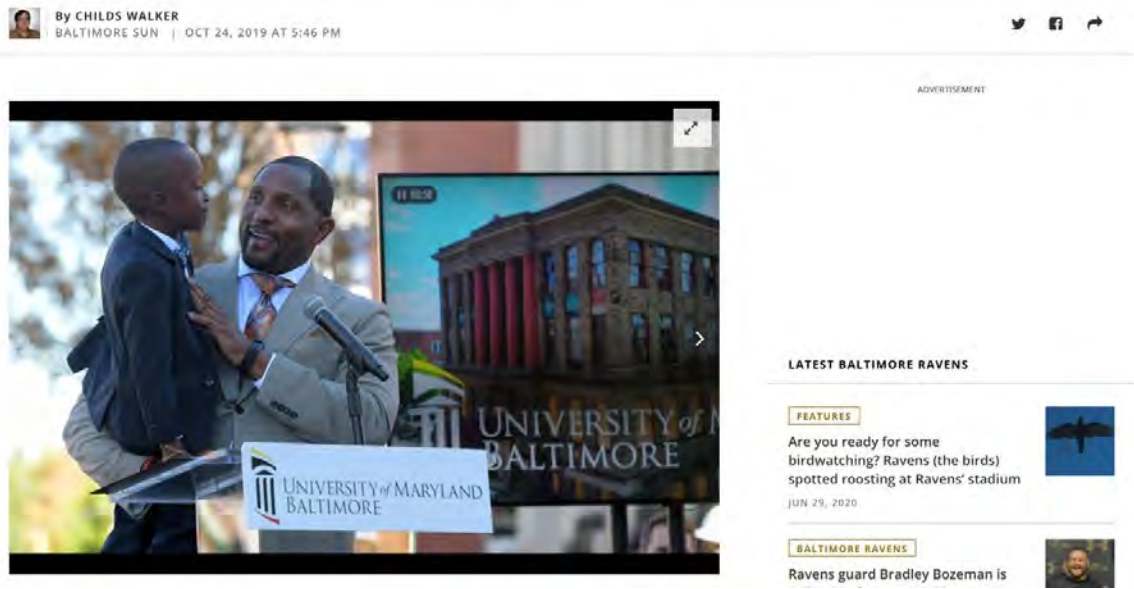 By CHILDS WALKER
BALTIMORE SUN | OCT 24, 2019 AT 5:46 PM
ADVERTISEMENT
UNIVERSITY of M
BALTIMORE
UNIVERSITY of MARYLAND
BALTIMORE
LATEST BALTIMORE RAVENS
FEATURES
Are you ready for some
birdwatching? Ravens (the birds)
spotted roosting at Ravens' stadium
JUN 29, 2020
BALTIMORE RAVENS
Ravens guard Bradley Bozeman is